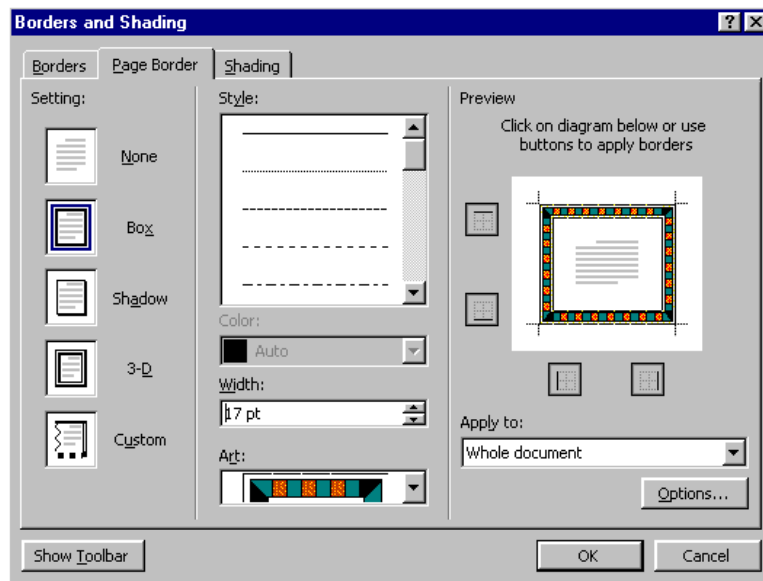 Borders and Shading
Borders
Page Border
Shading
Setting:
None
Box
Shadow
3-D
Custom
Style:
Color:
Auto
Width:
17 pt
Art:
Preview
Click on diagram below or use
buttons to apply borders
Apply to:
Whole document
Options...
Show Toolbar
OK
Cancel